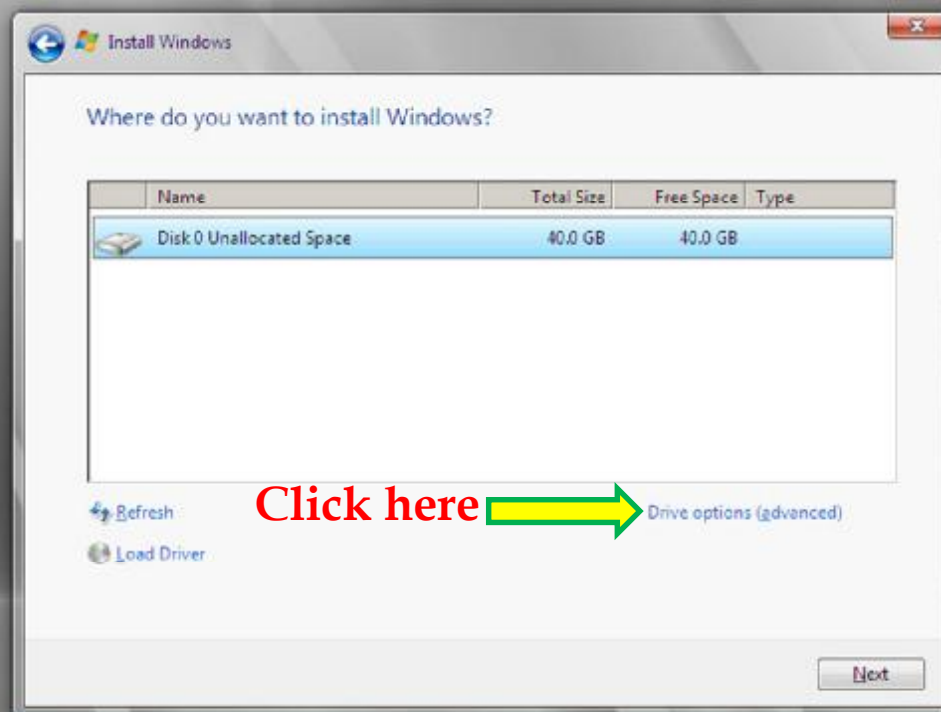 Install Windows
Where do you want to install Windows?
Name Total Size Free Space Type
Disk 0 Unallocated Space 40.0 GB 40.0 GB
Refresh Click here Drive options (advanced)
Load Driver
Next